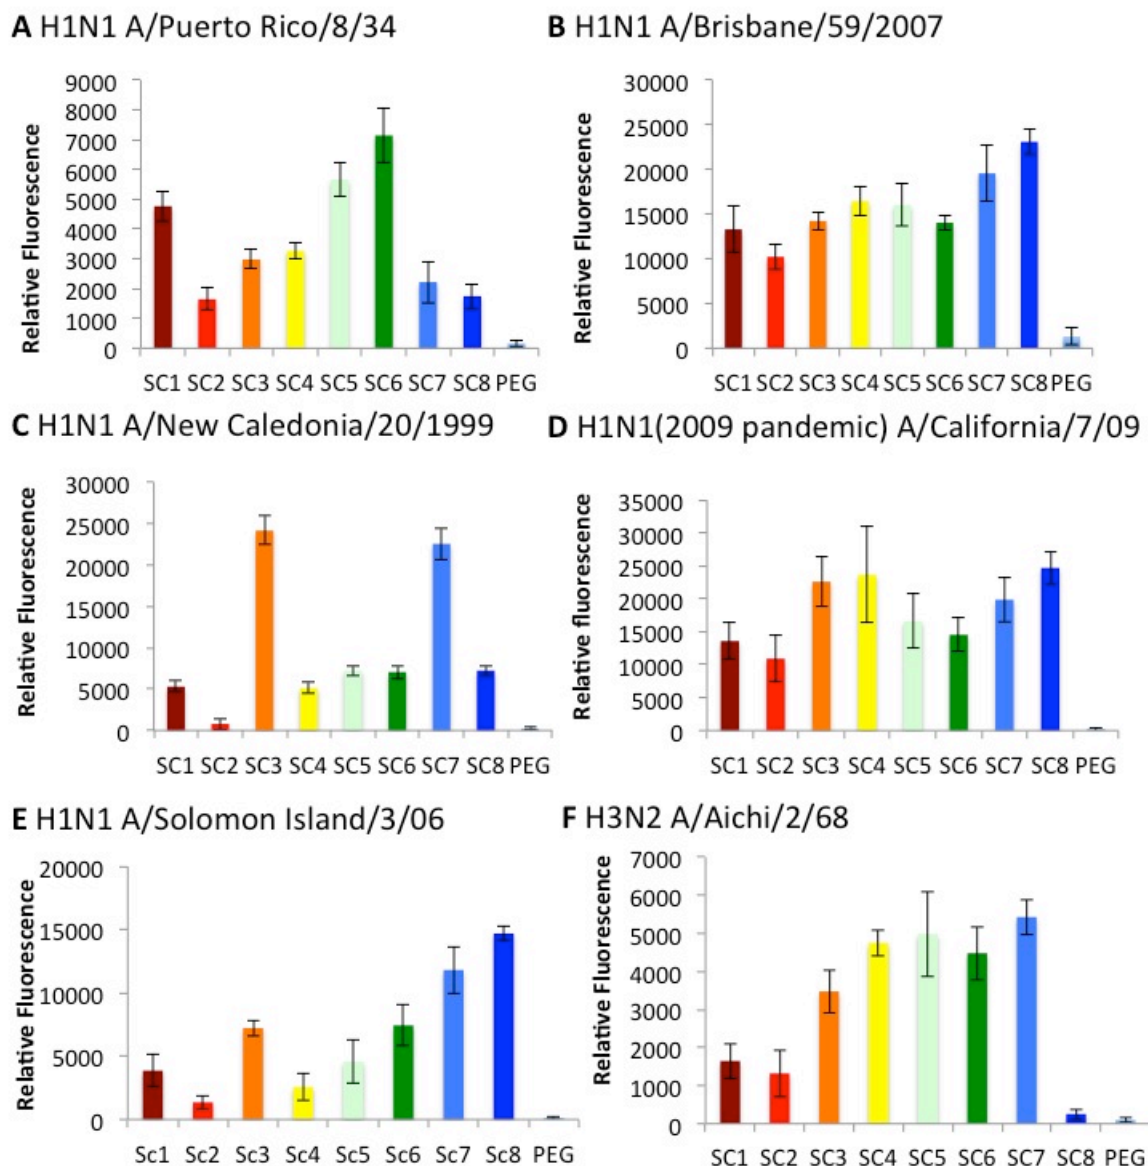 A H1N1 A/Puerto Rico/8/34
Relative Fluorescence
9000
8000
7000
6000
5000
4000
3000
2000
1000
0
SC1 SC2 SC3 SC4 SC5 SC6 SC7 SC8 PEG
B H1N1 A/Brisbane/59/2007
Relative Fluorescence
30000
25000
20000
15000
10000
5000
0
SC1 SC2 SC3 SC4 SC5 SC6 SC7 SC8 PEG
C H1N1 A/New Caledonia/20/1999
Relative Fluorescence
30000
25000
20000
15000
10000
5000
0
SC1 SC2 SC3 SC4 SC5 SC6 SC7 SC8 PEG
D H1N1(2009 pandemic) A/California/7/09
Relative fluorescence
35000
30000
25000
20000
15000
10000
5000
0
SC1 SC2 SC3 SC4 SC5 SC6 SC7 SC8 PEG
E H1N1 A/Solomon Island/3/06
Relative Fluorescence
20000
15000
10000
5000
0
Sc1 Sc2 Sc3 Sc4 Sc5 Sc6 Sc7 Sc8 PEG
F H3N2 A/Aichi/2/68
Relative Fluorescence
7000
6000
5000
4000
3000
2000
1000
0
SC1 SC2 SC3 SC4 SC5 SC6 SC7 SC8 PEG